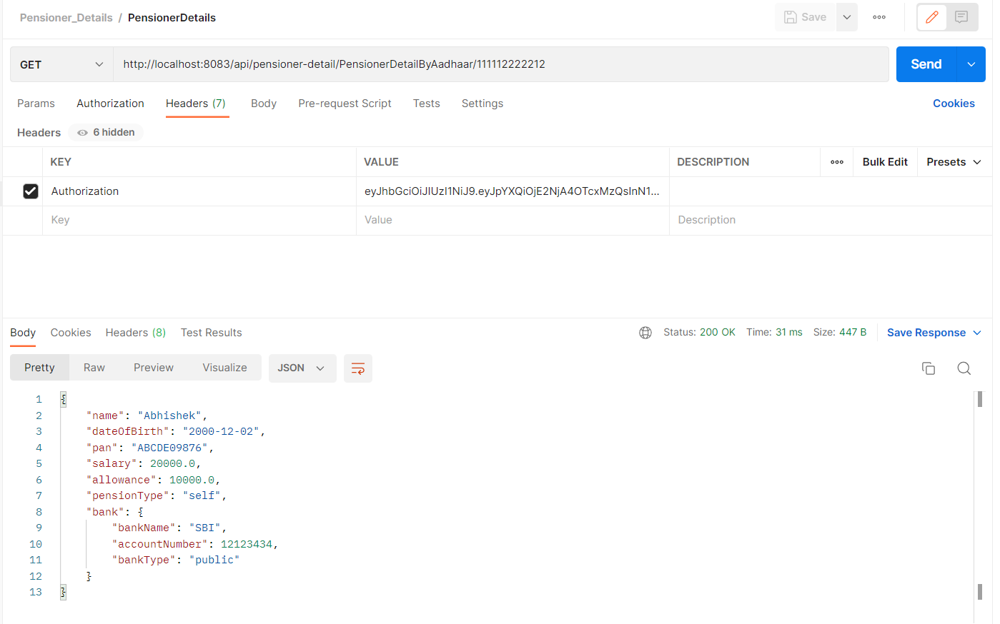 Pensioner_Details / PensionerDetails
Save
GET http://localhost:8083/api/pensioner-detail/PensionerDetailByAadhaar/111112222212 Send
Params Authorization Headers (7) Body Pre-request Script Tests Settings Cookies
Headers 6 hidden
KEY VALUE DESCRIPTION Bulk Edit Presets
Authorization eyJhbGciOiJIUzI1NiJ9.eyJpYXQiOjE2NjA4OTcxMzQsInN1...
Key Value Description
Body Cookies Headers (8) Test Results Status: 200 OK Time: 31 ms Size: 447 B Save Response
Pretty Raw Preview Visualize JSON
1 {
2 "name": "Abhishek",
3 "dateOfBirth": "2000-12-02",
4 "pan": "ABCDE09876",
5 "salary": 20000.0,
6 "allowance": 10000.0,
7 "pensionType": "self",
8 "bank": {
9 "bankName": "SBI",
10 "accountNumber": 12123434,
11 "bankType": "public"
12 }
13 }